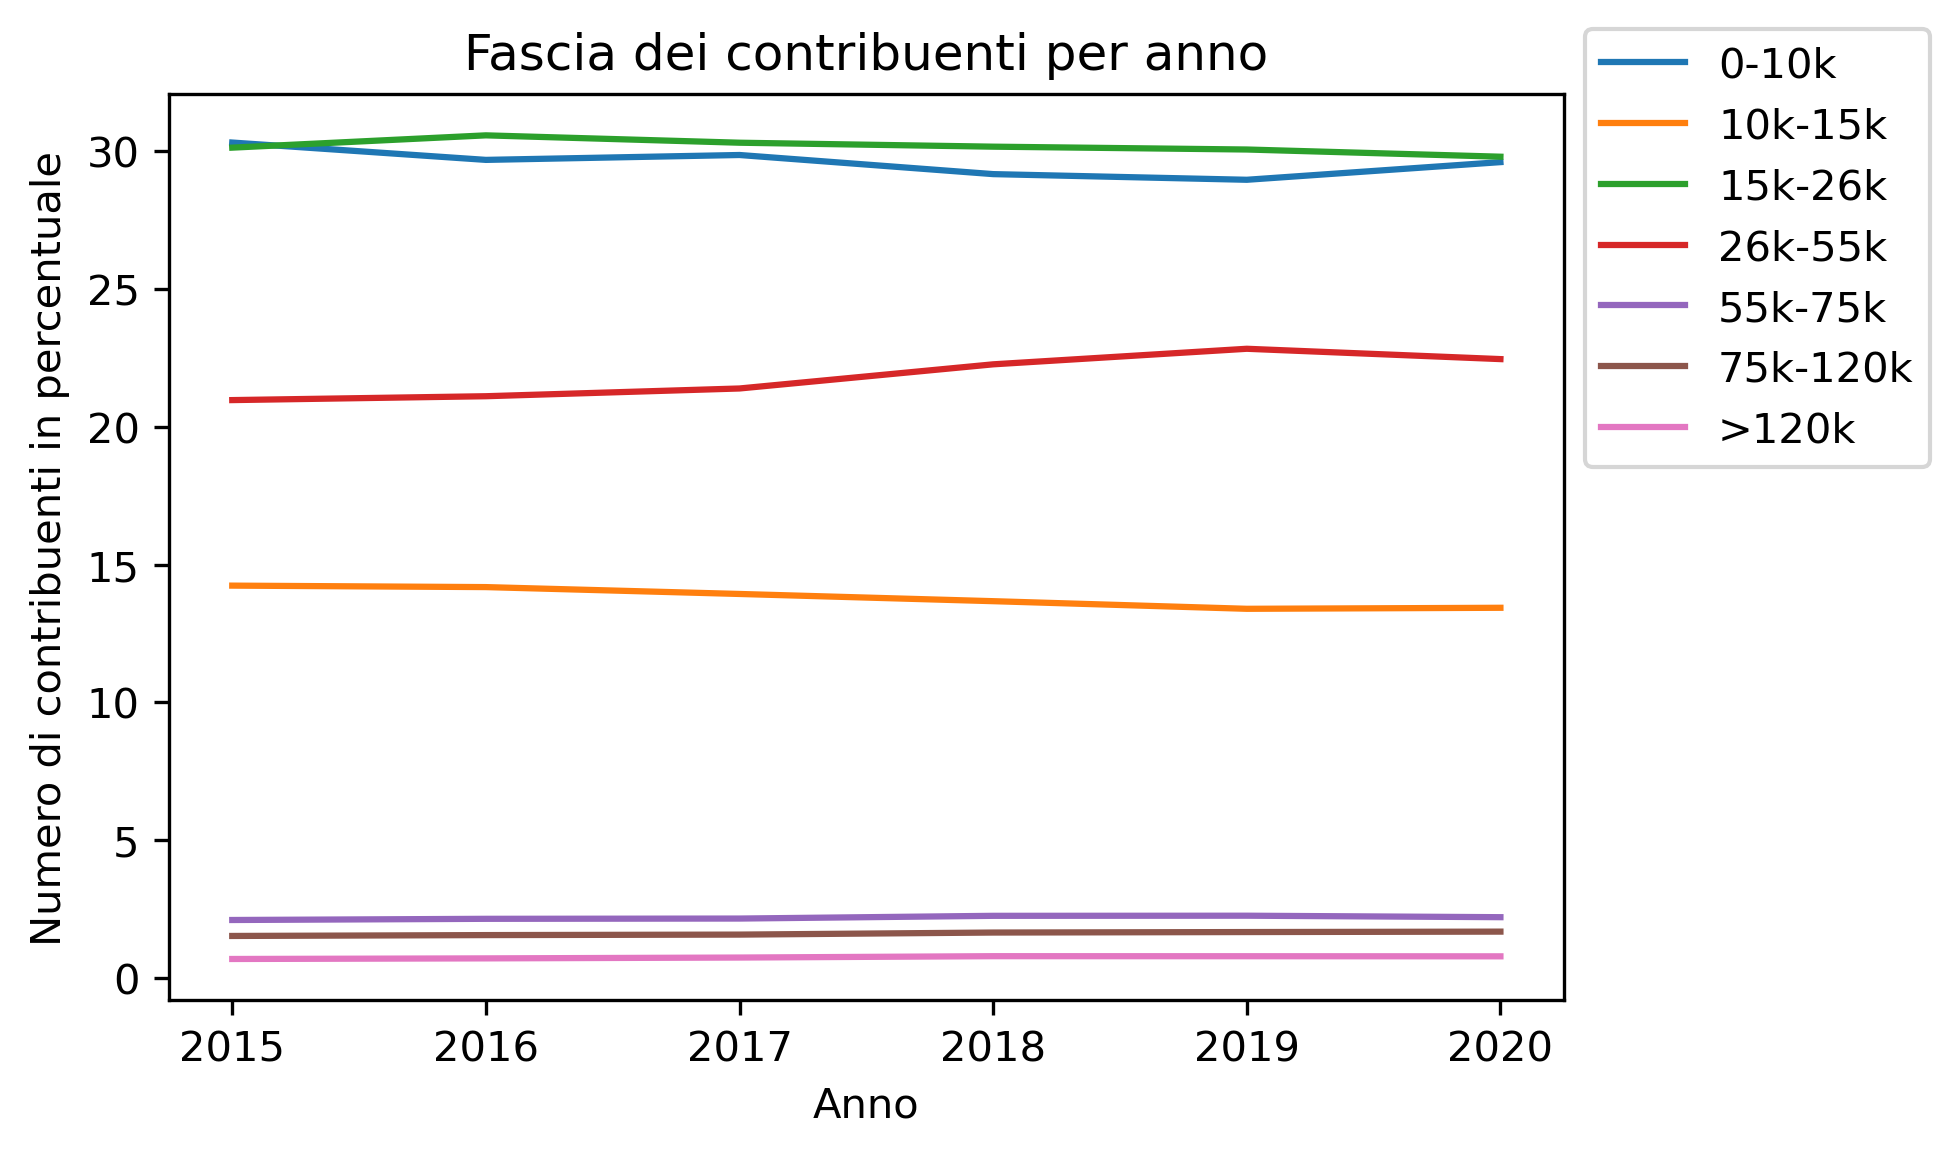 Fascia dei contribuenti per anno
0-10k
10k-15k
15k-26k
26k-55k
55k-75k
75k-120k
>120k
Numero di contribuenti in percentuale
30
25
20
15
10
5
0
2015 2016 2017 2018 2019 2020
Anno